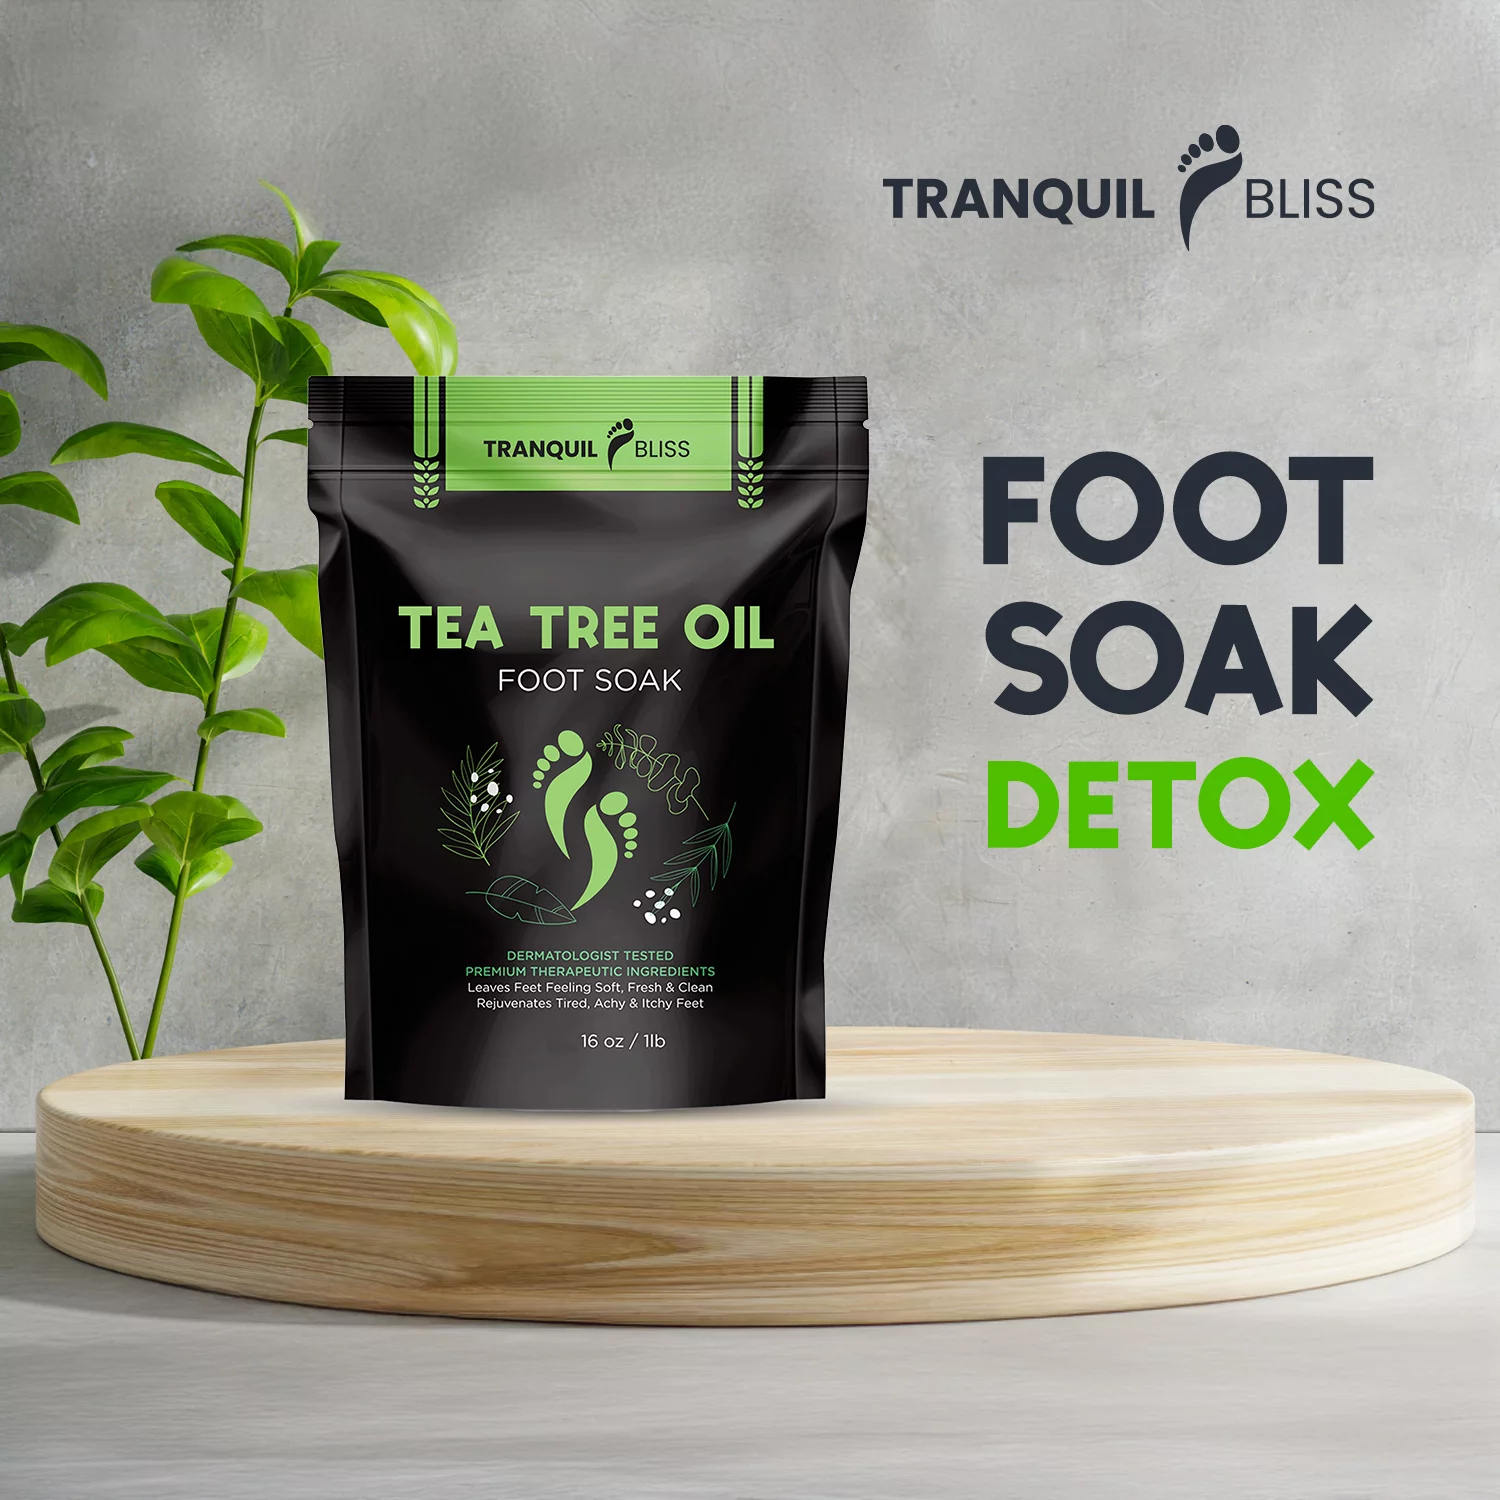 TRANQUIL BLISS
TRANQUIL BLISS
TEA TREE OIL
FOOT SOAK
DERMATOLOGIST TESTED
PREMIUM THERAPEUTIC INGREDIENTS
Leaves Feet Feeling Soft, Fresh & Clean
Rejuvenates Tired, Achy & Itchy Feet
16 oz / 1lb
FOOT
SOAK
DETOX